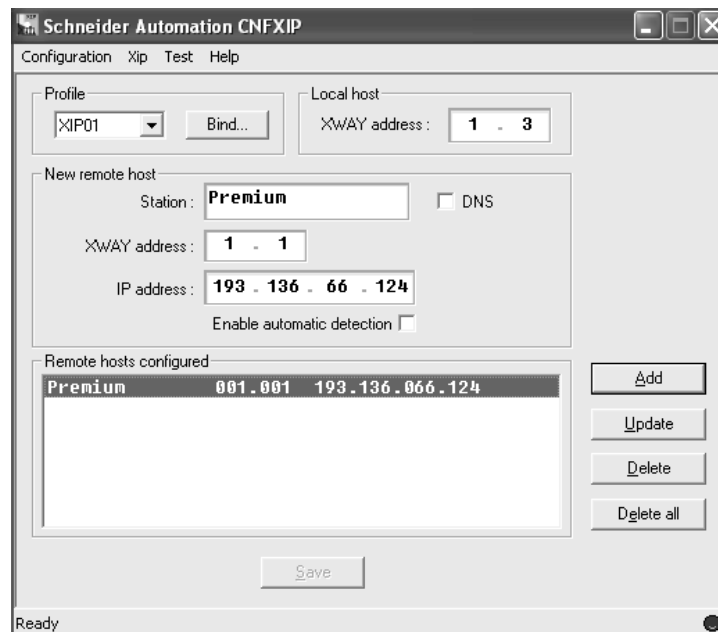 Schneider Automation CNFXIP
Configuration Xip Test Help
Profile
XIP01 Bind...
Local host
XWAY address : 1 . 3
New remote host
Station : Premium DNS
XWAY address : 1 . 1
IP address : 193 . 136 . 66 . 124
Enable automatic detection
Remote hosts configured
Premium 001.001 193.136.066.124
Add
Update
Delete
Delete all
Save
Ready